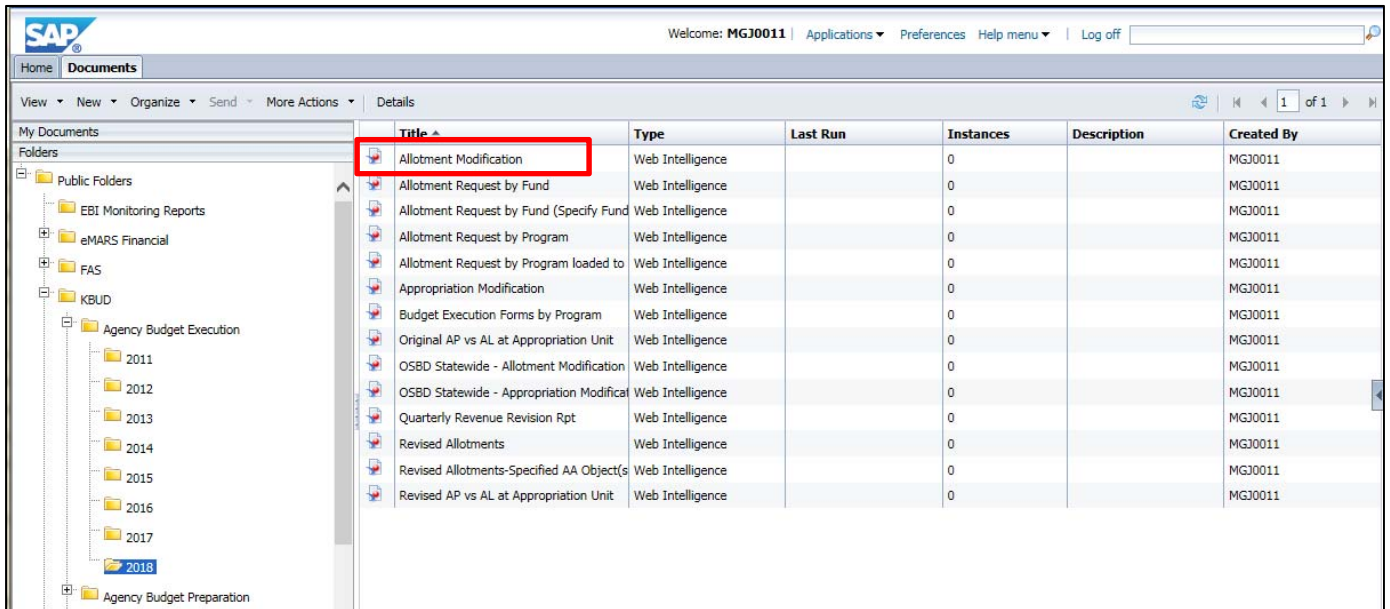 SAP ®
Welcome: MGJ0011 | Applications Preferences Help menu | Log off
Home Documents
View New Organize Send More Actions Details 1 of 1
My Documents
Folders
Public Folders
EBI Monitoring Reports
eMARS Financial
FAS
KBUD
Agency Budget Execution
2011
2012
2013
2014
2015
2016
2017
2018
Agency Budget Preparation
Title Type Last Run Instances Description Created By
Allotment Modification Web Intelligence 0 MGJ0011
Allotment Request by Fund Web Intelligence 0 MGJ0011
Allotment Request by Fund (Specify Fund Web Intelligence 0 MGJ0011
Allotment Request by Program Web Intelligence 0 MGJ0011
Allotment Request by Program loaded to Web Intelligence 0 MGJ0011
Appropriation Modification Web Intelligence 0 MGJ0011
Budget Execution Forms by Program Web Intelligence 0 MGJ0011
Original AP vs AL at Appropriation Unit Web Intelligence 0 MGJ0011
OSBD Statewide - Allotment Modification Web Intelligence 0 MGJ0011
OSBD Statewide - Appropriation Modificat Web Intelligence 0 MGJ0011
Quarterly Revenue Revision Rpt Web Intelligence 0 MGJ0011
Revised Allotments Web Intelligence 0 MGJ0011
Revised Allotments-Specified AA Object(s Web Intelligence 0 MGJ0011
Revised AP vs AL at Appropriation Unit Web Intelligence 0 MGJ0011